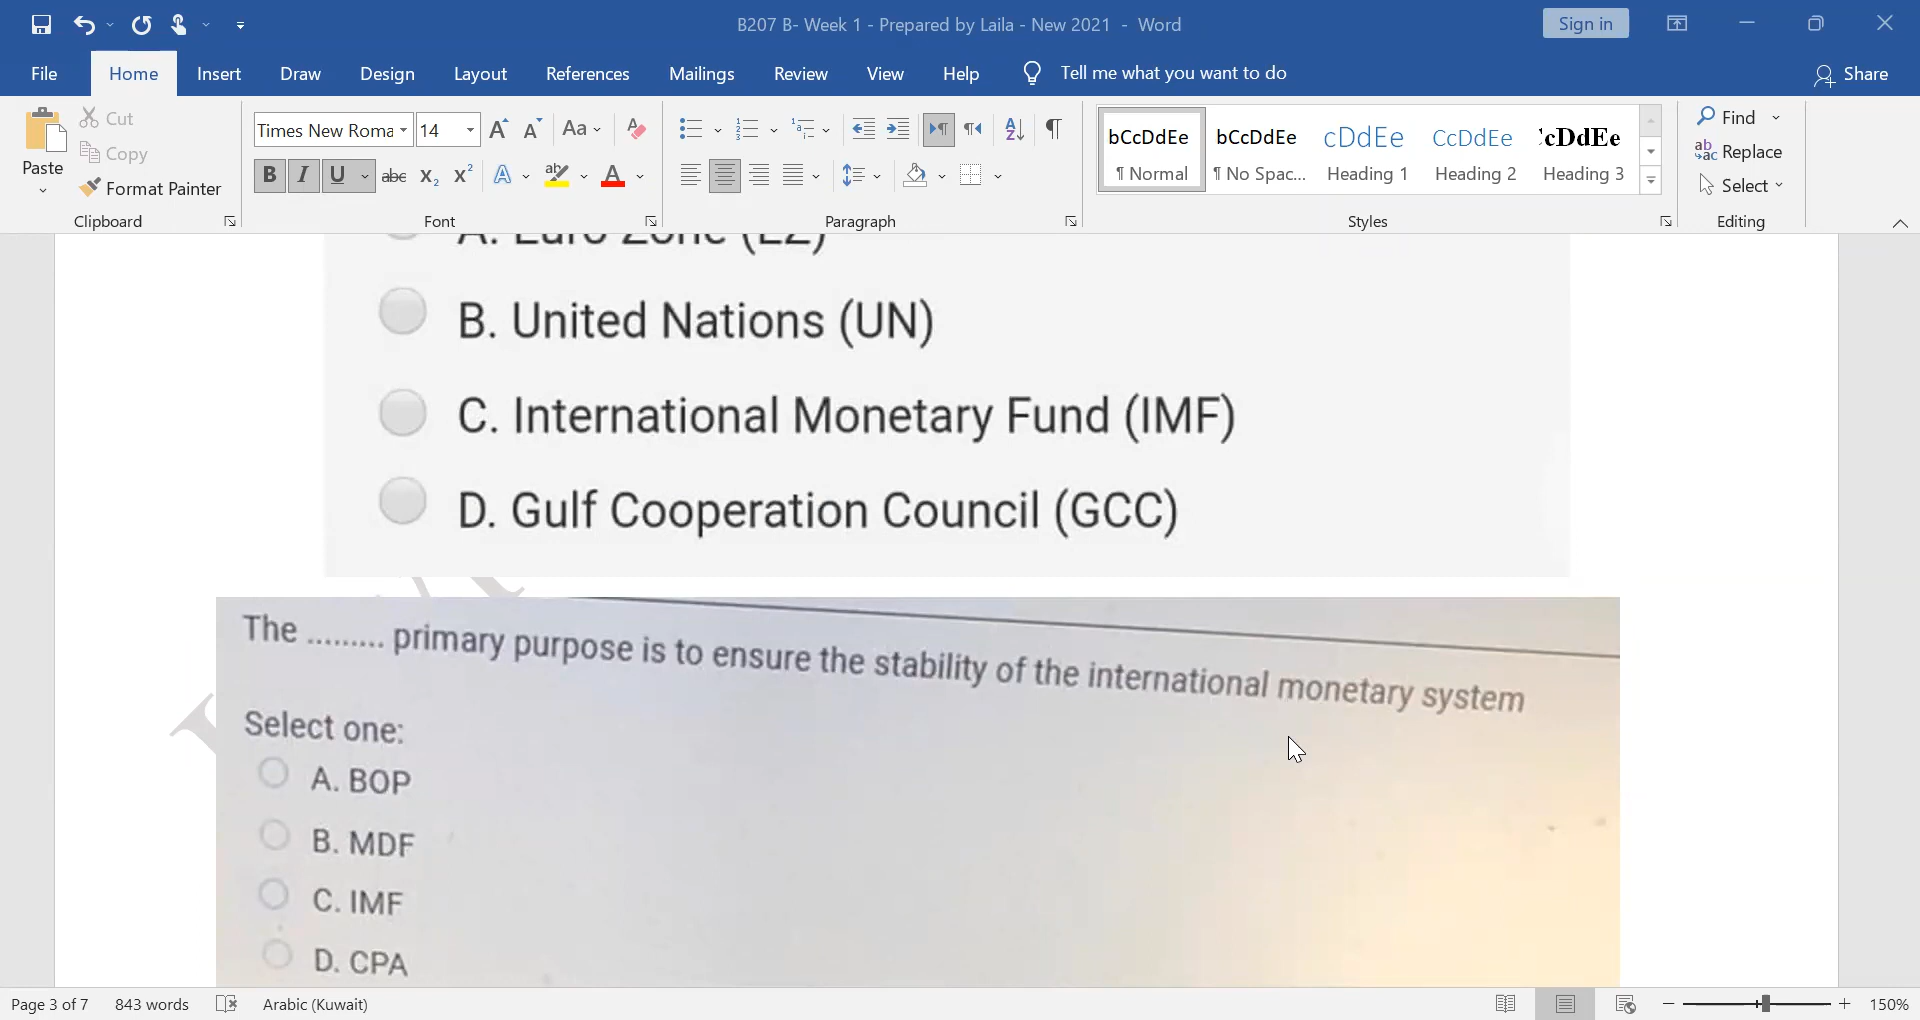 B207 B- Week 1 - Prepared by Laila - New 2021 - Word
Sign in
File Home Insert Draw Design Layout References Mailings Review View Help Tell me what you want to do Share
Paste
Cut
Copy
Format Painter
Clipboard
Times New Roma 14
Font
Paragraph
bCcDdEe bCcDdEe cDdEe CcDdEe 'cDdEe
¶ Normal ¶ No Spac... Heading 1 Heading 2 Heading 3
Styles
Find
Replace
Select
Editing
A. Euro Zone (EZ)
B. United Nations (UN)
C. International Monetary Fund (IMF)
D. Gulf Cooperation Council (GCC)
The ......... primary purpose is to ensure the stability of the international monetary system
Select one:
A. BOP
B. MDF
C. IMF
D. CPA
Page 3 of 7 843 words Arabic (Kuwait) 150%